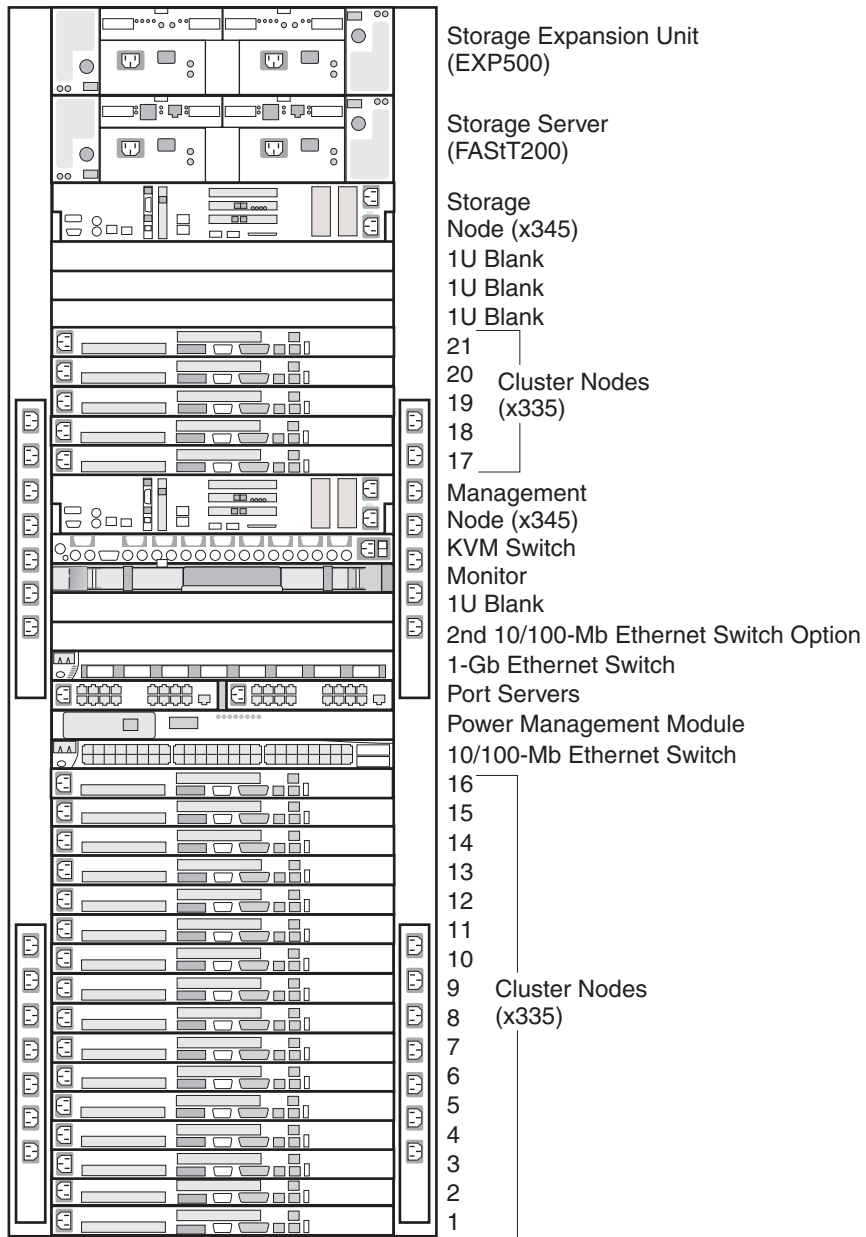 Storage Expansion Unit
(EXP500)
Storage Server
(FAStT200)
Storage
Node (x345)
1U Blank
1U Blank
1U Blank
21
20
19
18
17
Cluster Nodes
(x335)
Management
Node (x345)
KVM Switch
Monitor
1U Blank
2nd 10/100-Mb Ethernet Switch Option
1-Gb Ethernet Switch
Port Servers
Power Management Module
10/100-Mb Ethernet Switch
16
15
14
13
12
11
10
9
8
7
6
5
4
3
2
1
Cluster Nodes
(x335)